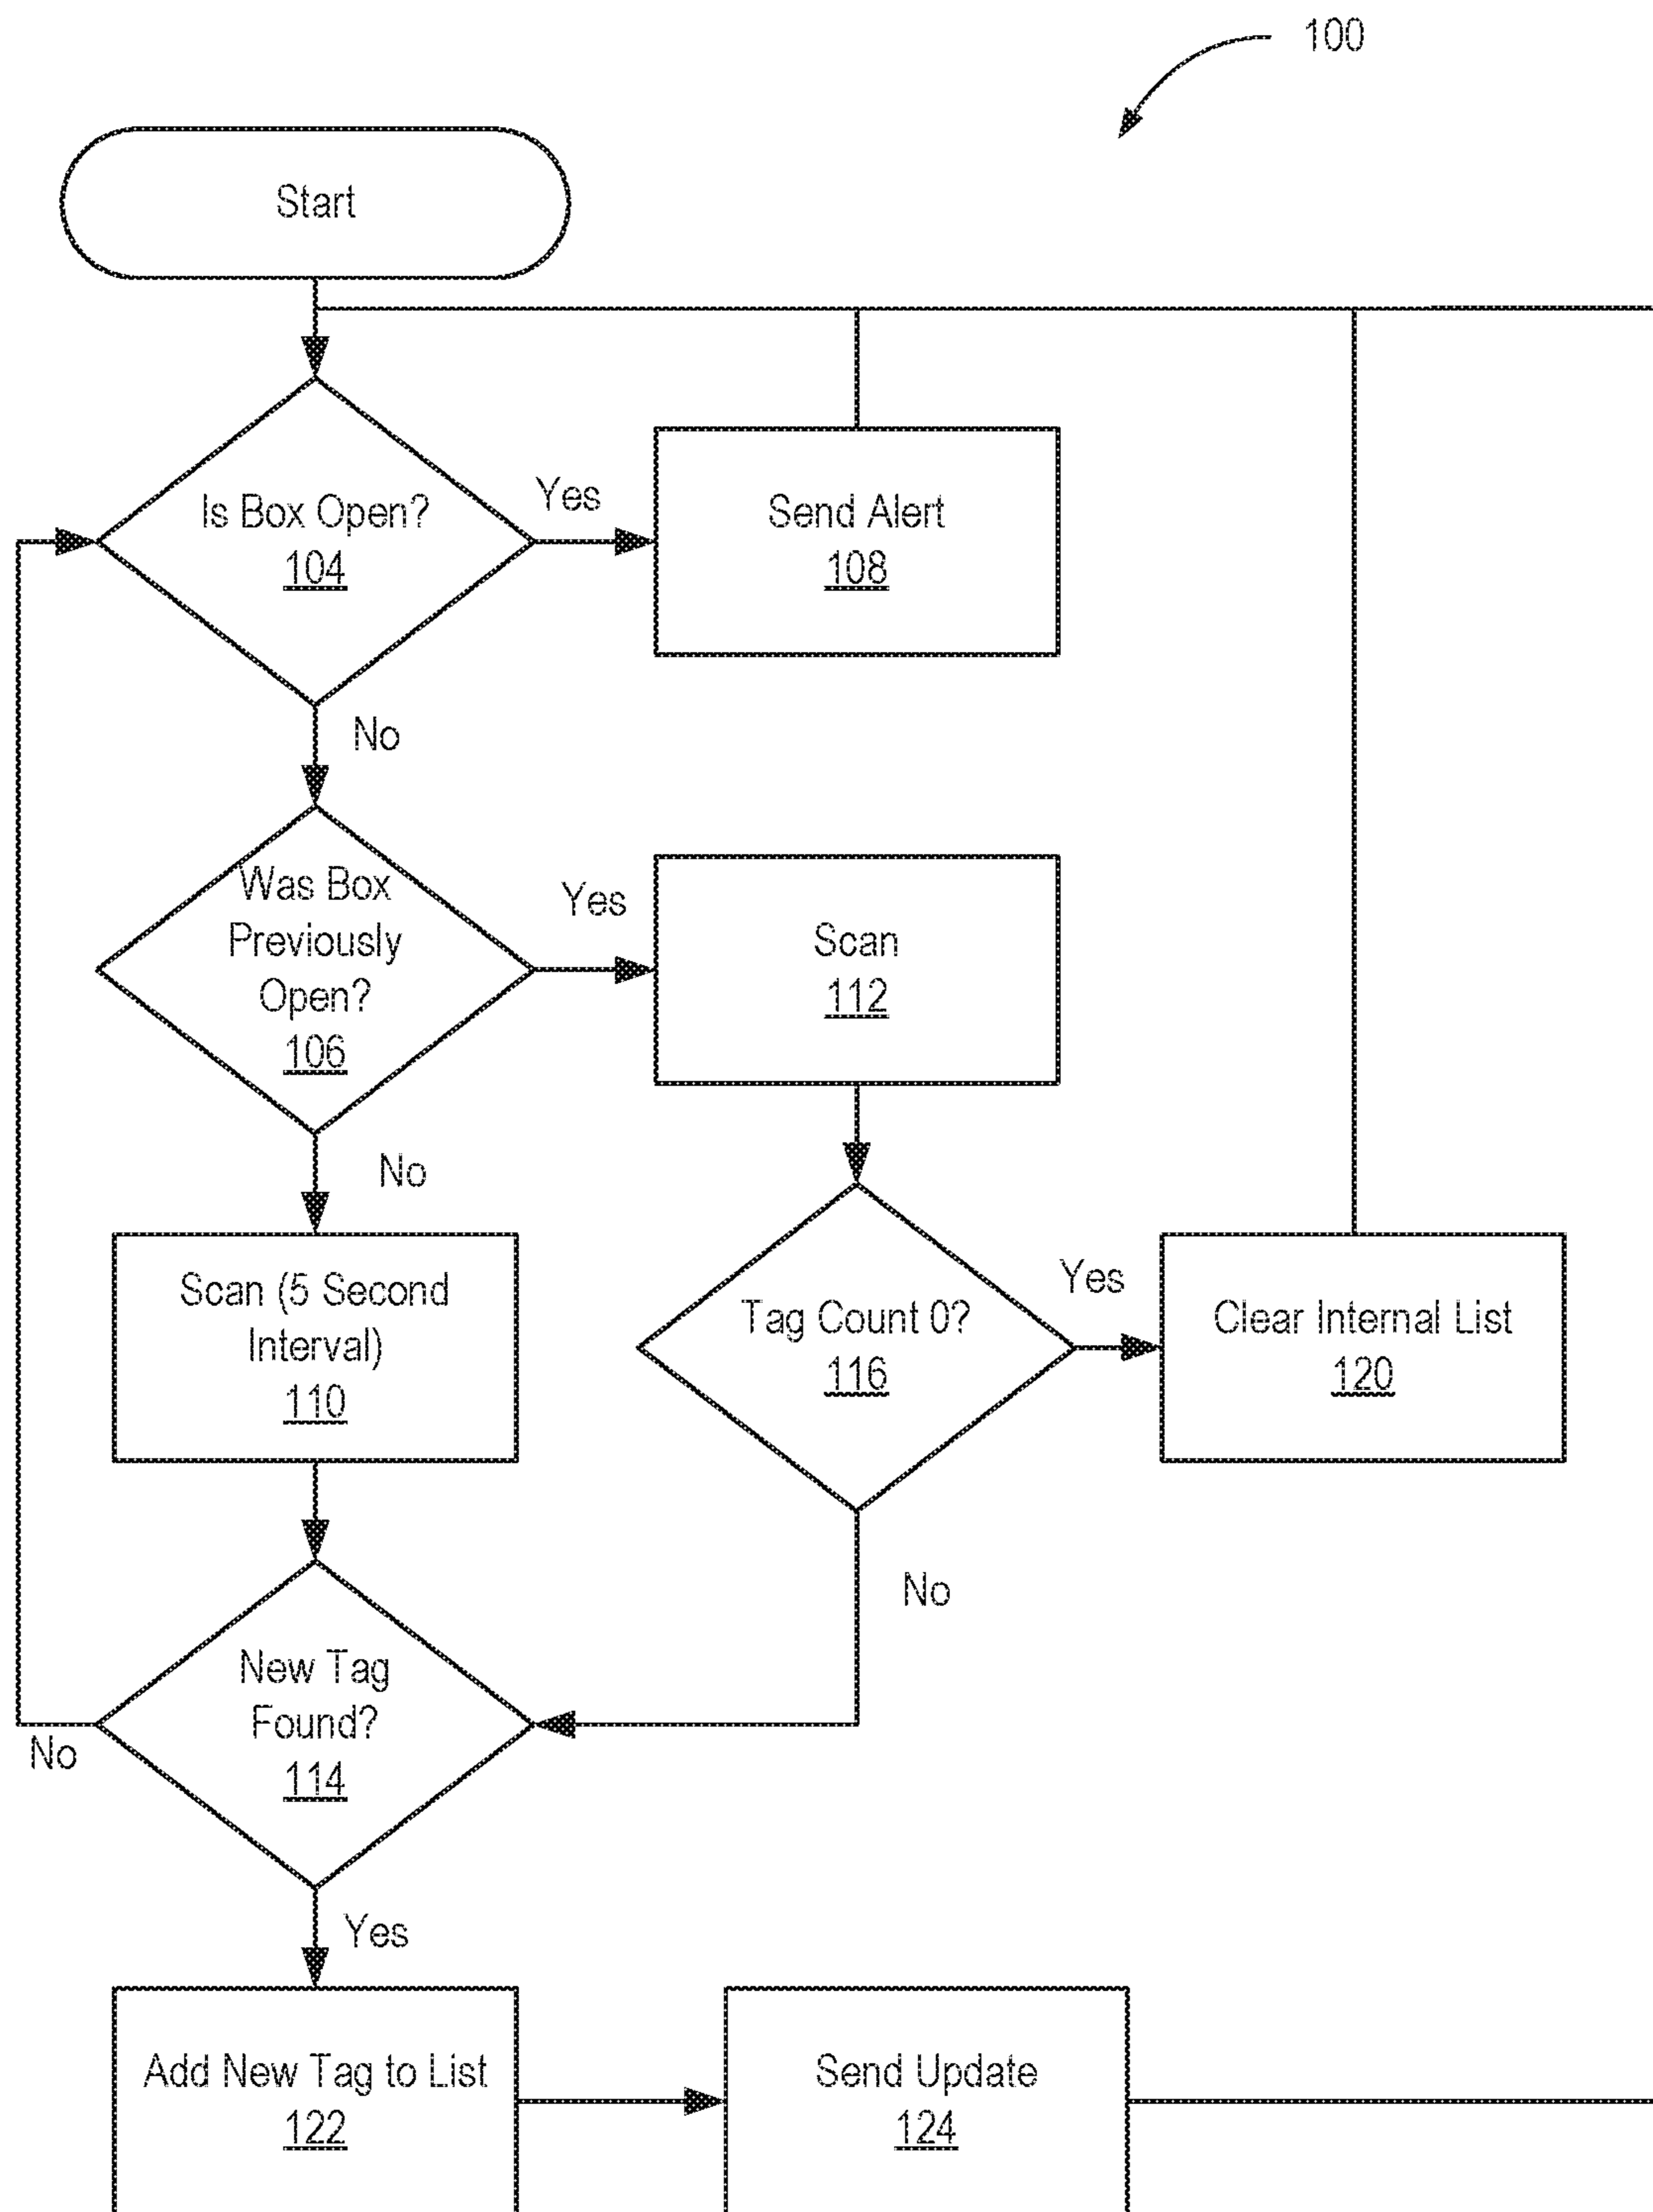 100
Start
Is Box Open?
104
Yes
Send Alert
108
No
Was Box
Previously
Open?
106
Yes
Scan
112
No
Scan (5 Second
Interval)
110
Tag Count 0?
116
Yes
Clear Internal List
120
No
New Tag
Found?
114
No
Yes
Add New Tag to List
122
Send Update
124